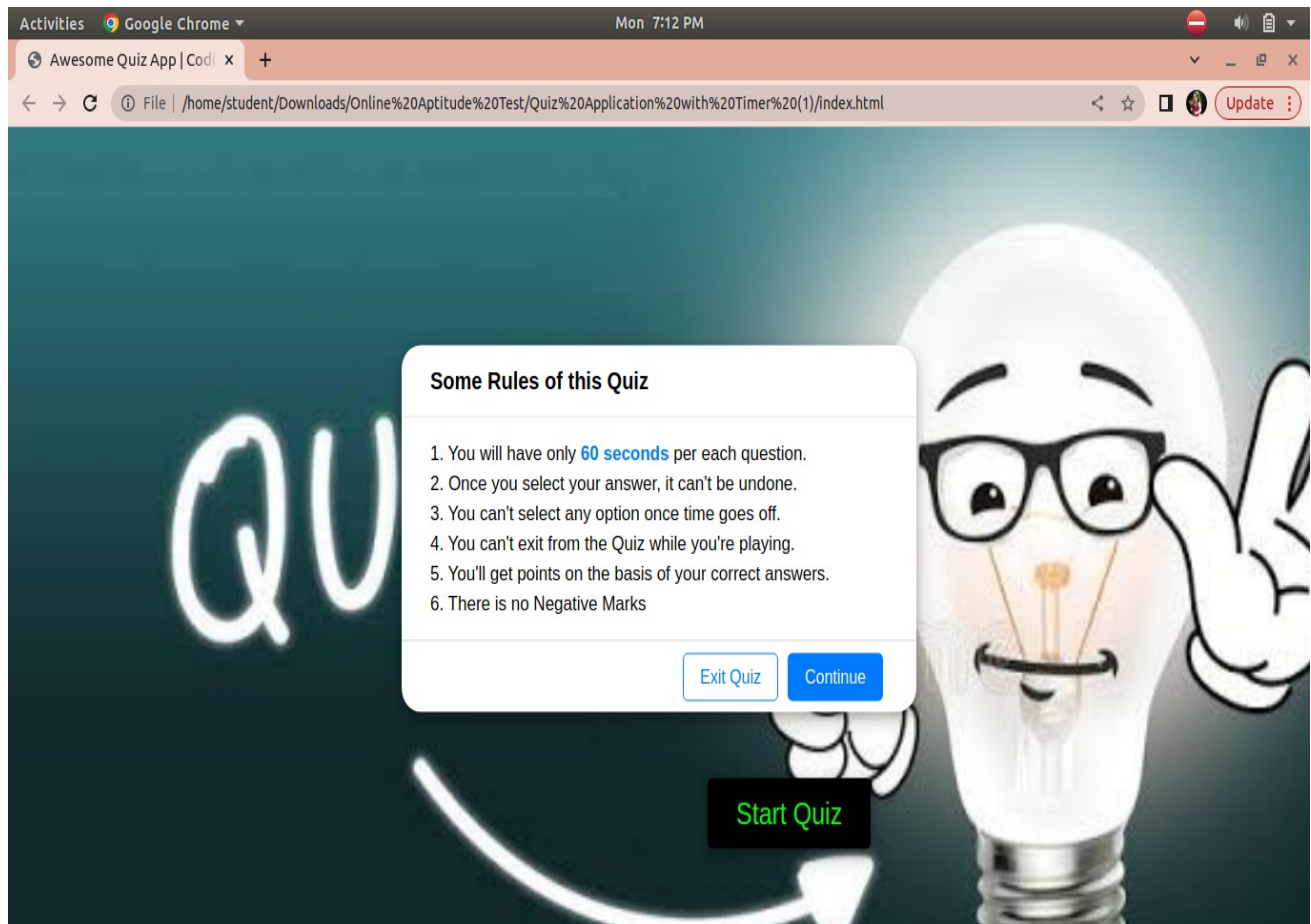 Activities Google Chrome Mon 7:12 PM
Awesome Quiz App | Codi
File /home/student/Downloads/Online%20Aptitude%20Test/Quiz%20Application%20with%20Timer%20(1)/index.html Update
QU
Some Rules of this Quiz
1. You will have only 60 seconds per each question.
2. Once you select your answer, it can't be undone.
3. You can't select any option once time goes off.
4. You can't exit from the Quiz while you're playing.
5. You'll get points on the basis of your correct answers.
6. There is no Negative Marks
Exit Quiz Continue
Start Quiz